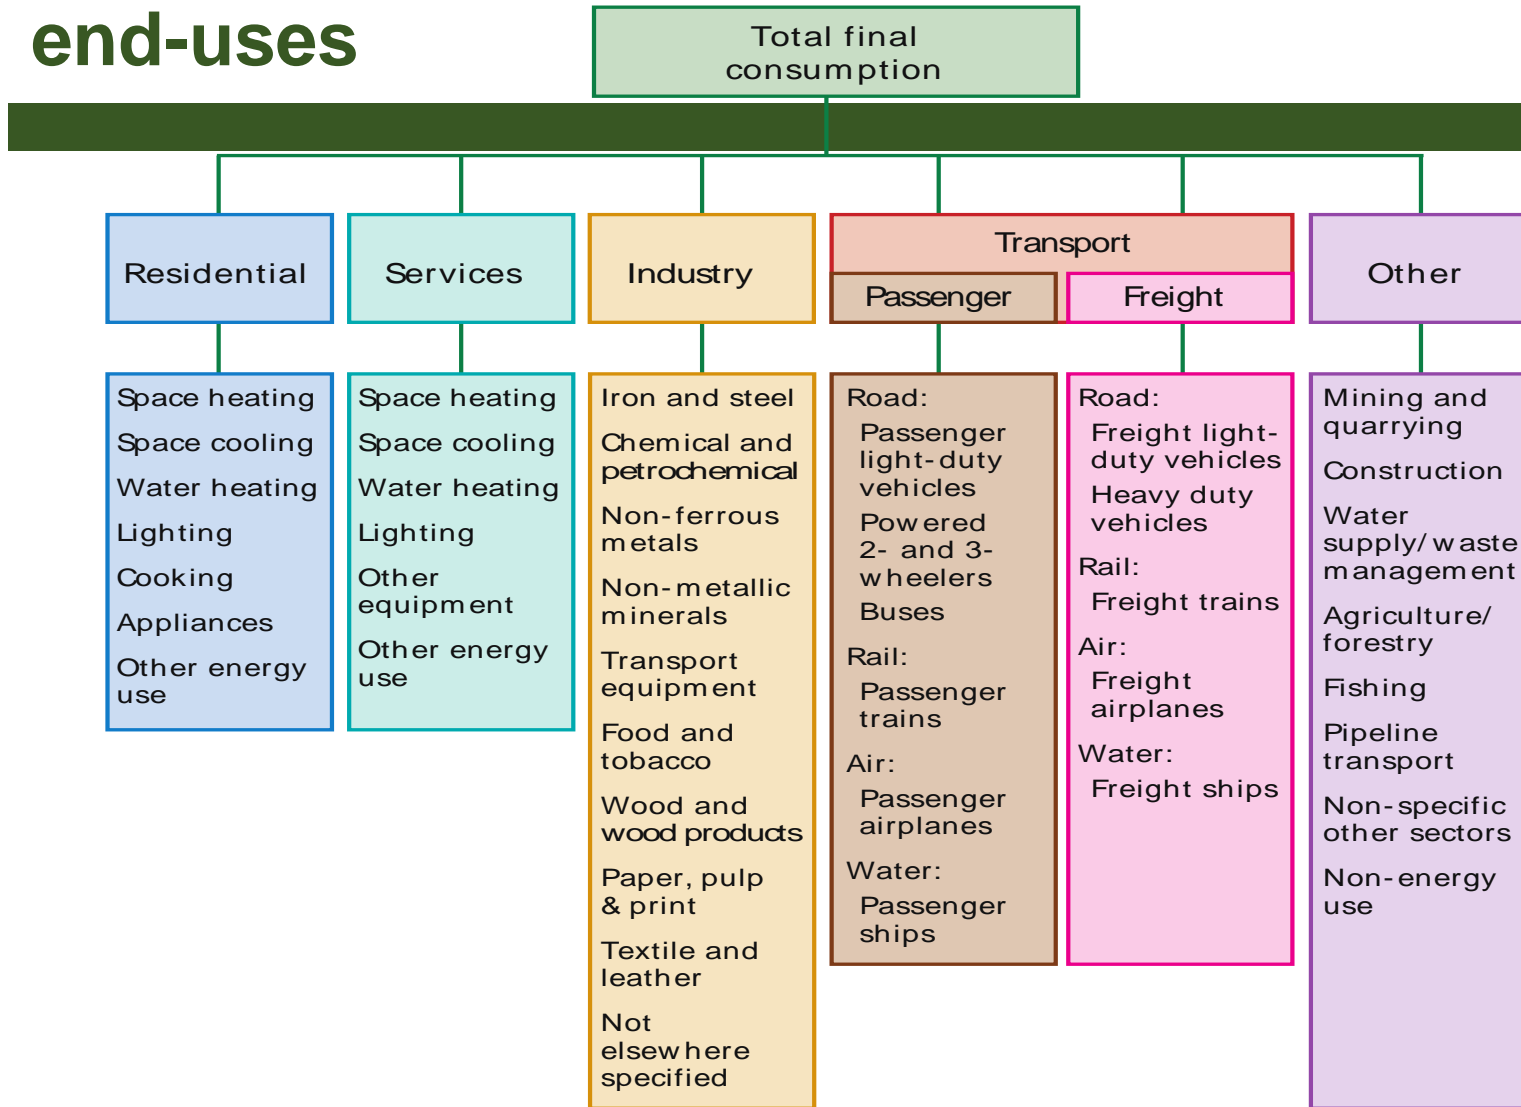 end-uses
Total final
consumption
Residential
Services
Industry
Transport
Passenger
Freight
Other
Space heating
Space cooling
Water heating
Lighting
Cooking
Appliances
Other energy
use
Space heating
Space cooling
Water heating
Lighting
Other
equipment
Other energy
use
Iron and steel
Chemical and
petrochemical
Non-ferrous
metals
Non-metallic
minerals
Transport
equipment
Food and
tobacco
Wood and
wood products
Paper, pulp
& print
Textile and
leather
Not
elsewhere
specified
Road:
Passenger
light-duty
vehicles
Powered
2- and 3-
wheelers
Buses
Rail:
Passenger
trains
Air:
Passenger
airplanes
Water:
Passenger
ships
Road:
Freight light-
duty vehicles
Heavy duty
vehicles
Rail:
Freight trains
Air:
Freight
airplanes
Water:
Freight ships
Mining and
quarrying
Construction
Water
supply/waste
management
Agriculture/
forestry
Fishing
Pipeline
transport
Non-specific
other sectors
Non-energy
use